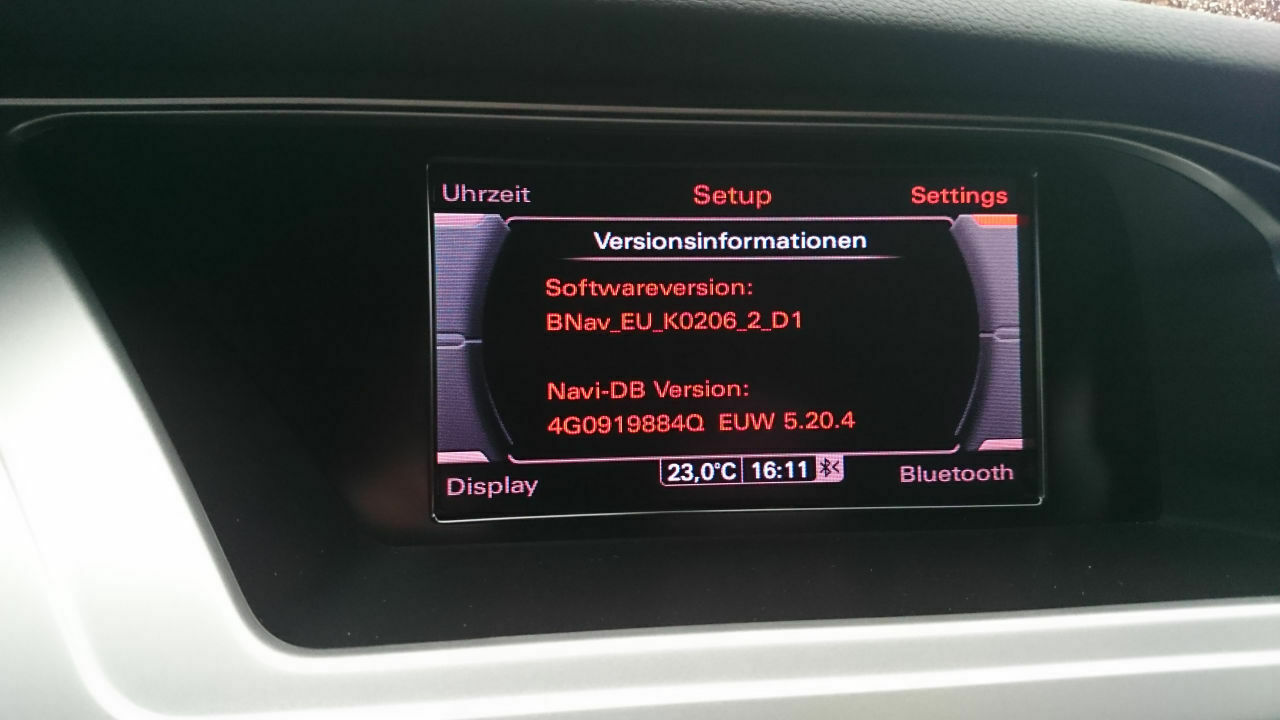 Uhrzeit Setup Settings
Versionsinformationen
Softwareversion:
BNav_EU_K0206_2_D1
Navi-DB Version:
4G0919884Q EUW 5.20.4
23,0°C 16:11
Display Bluetooth